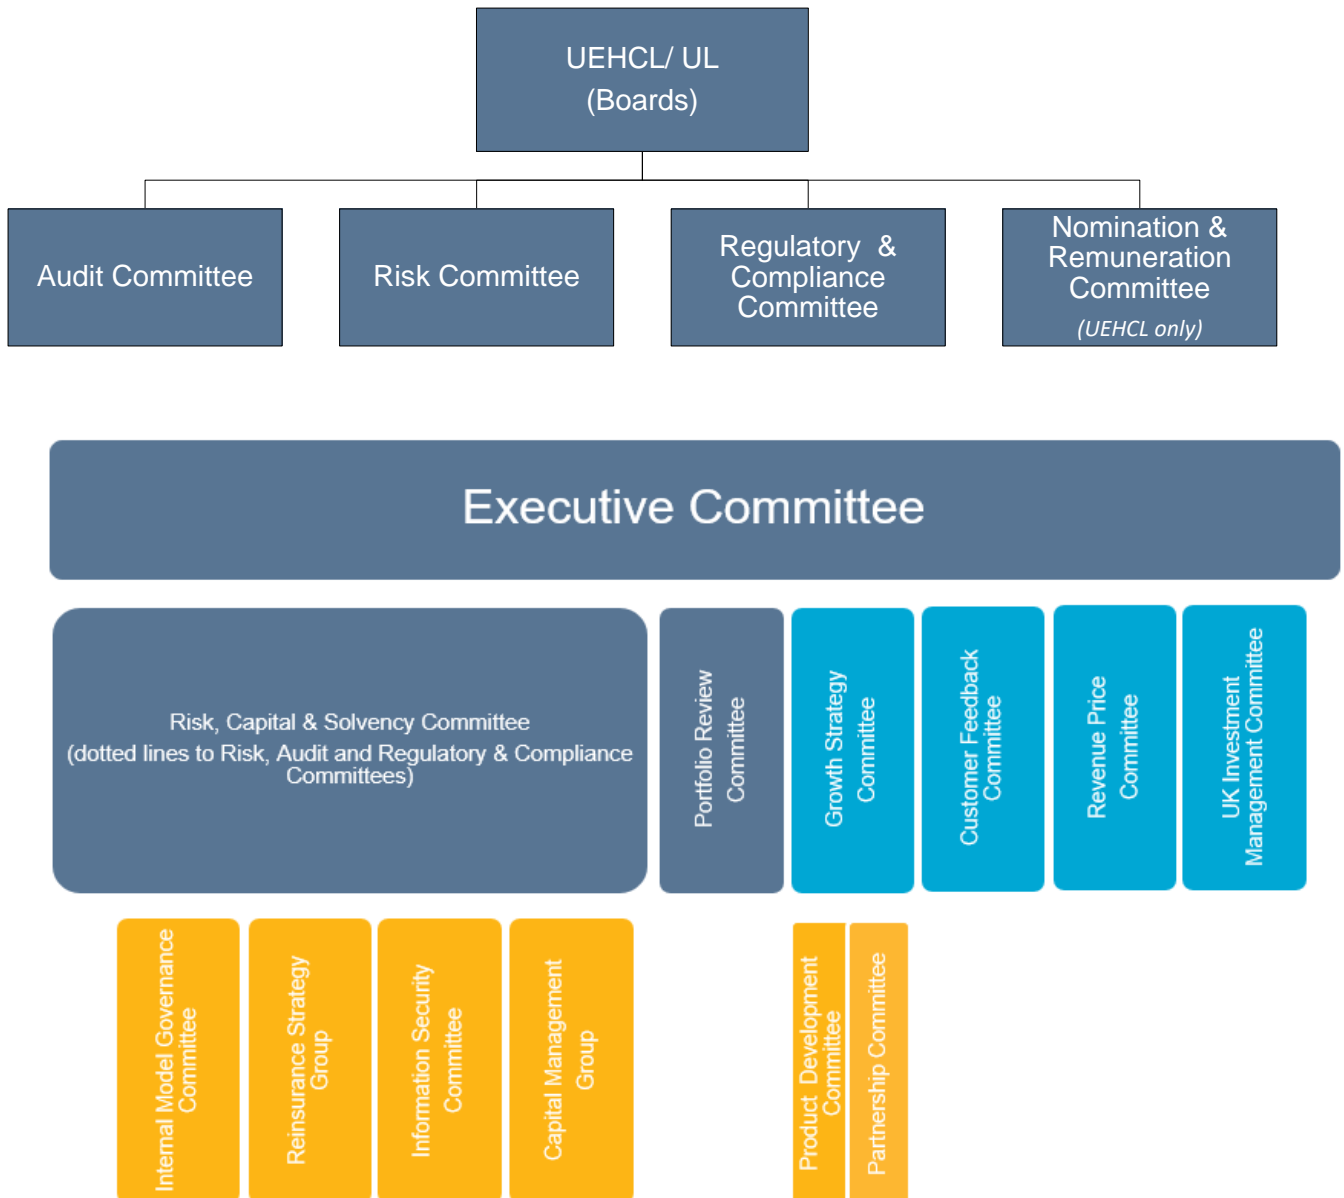 UEHCL/ UL
(Boards)
Audit Committee
Risk Committee
Regulatory &
Compliance
Committee
Nomination &
Remuneration
Committee
(UEHCL only)
Executive Committee
Risk, Capital & Solvency Committee
(dotted lines to Risk, Audit and Regulatory & Compliance
Committees)
Portfolio Review
Committee
Growth Strategy
Committee
Customer Feedback
Committee
Revenue Price
Committee
UK Investment
Management Committee
Internal Model Governance
Committee
Reinsurance Strategy
Group
Information Security
Committee
Capital Management
Group
Product Development
Committee
Partnership Committee